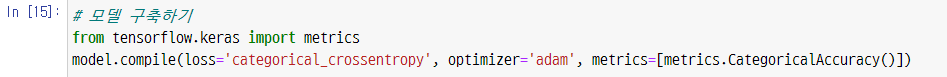 In [15]:
# 모델 구축하기
from tensorflow.keras import metrics
model.compile(loss='categorical_crossentropy', optimizer='adam', metrics=[metrics.CategoricalAccuracy()])